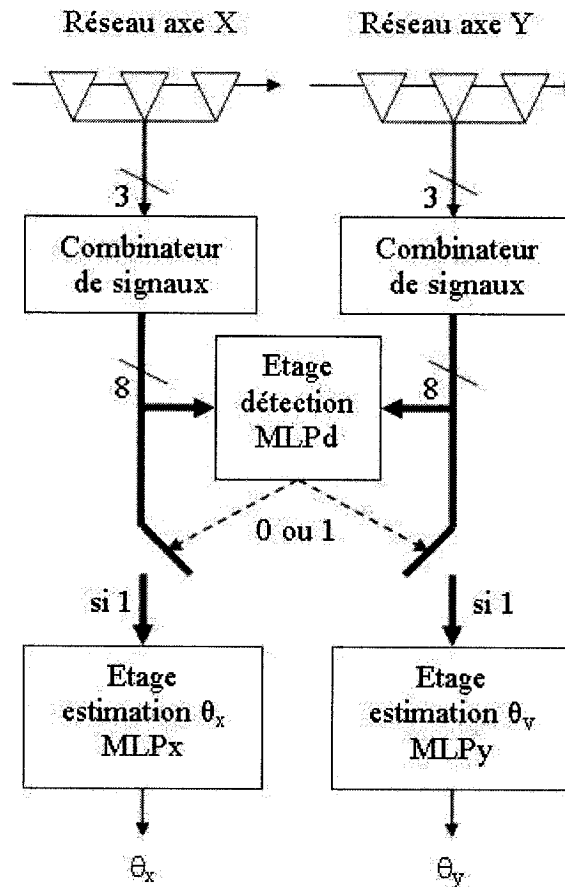 Réseau axe X
Réseau axe Y
3
3
Combinateur
de signaux
Combinateur
de signaux
8
Etage
détection
MLPd
8
0 ou 1
si 1
si 1
Etage
estimation θx
MLPx
Etage
estimation θy
MLPy
θx
θy